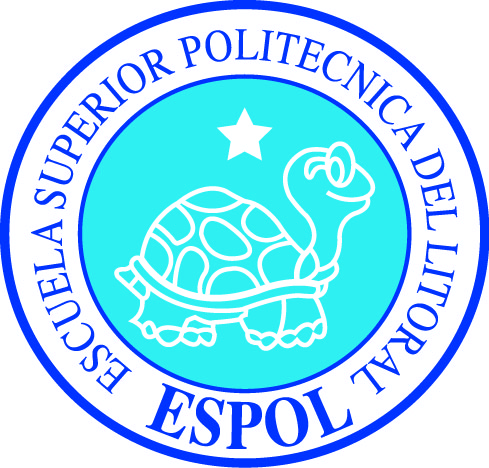 ESCUELA SUPERIOR POLITECNICA DEL LITORAL
ESPOL